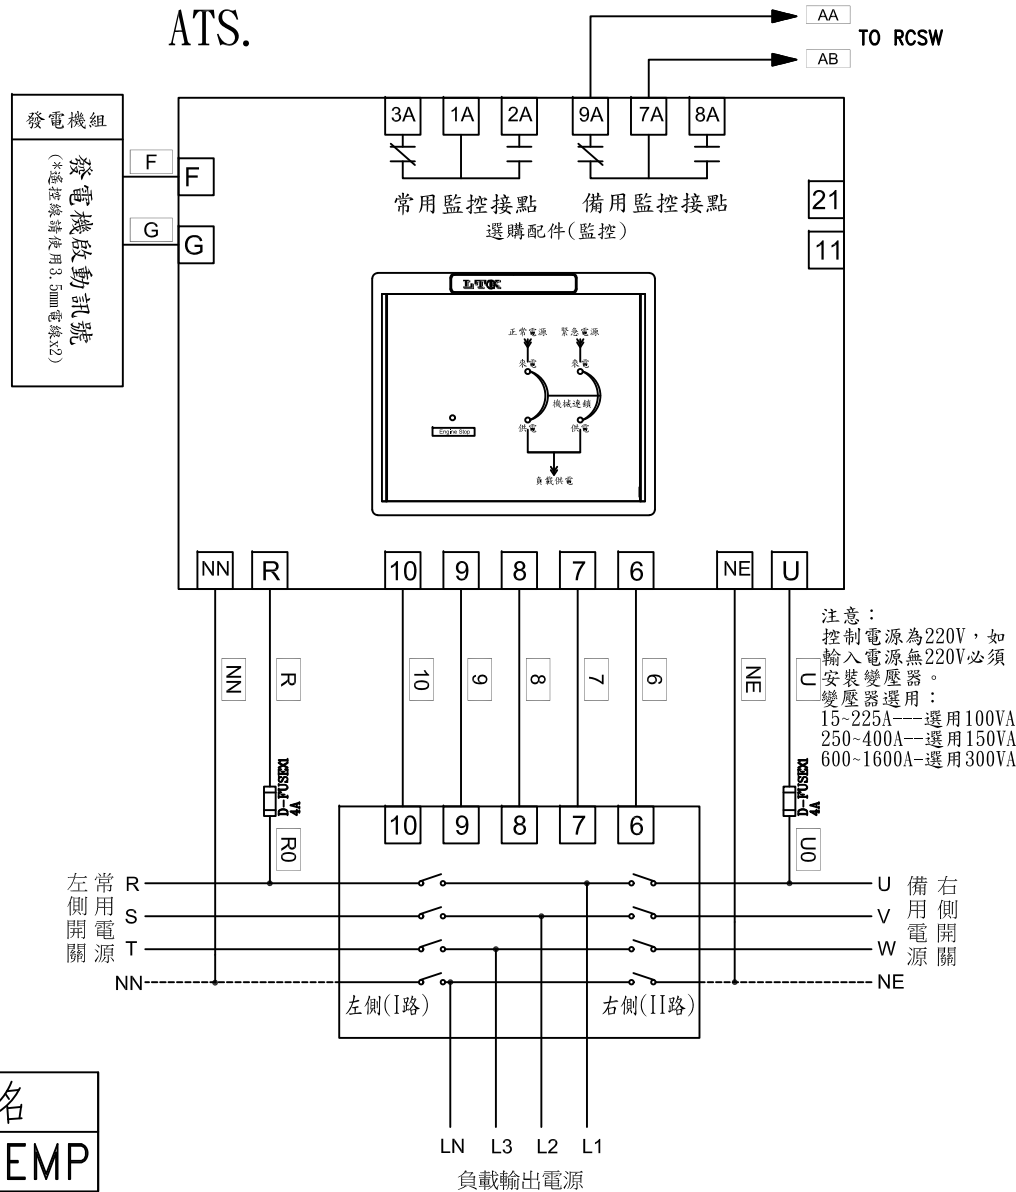 ATS.
AA
TO RCSW
AB
發電機組
發電機啟動訊號
(*遙控線請使用3.5mm電線x2)
F
F
G
G
3A 1A 2A 9A 7A 8A
常用監控接點 備用監控接點
選購配件(監控)
21
11
LTOK
正常電源 緊急電源
來電 來電
機械連鎖
Engine Stop
供電 供電
負載供電
NN R 10 9 8 7 6 NE U
注意：
控制電源為220V，如
輸入電源無220V必須
安裝變壓器。
變壓器選用：
15~225A---選用100VA
250~400A--選用150VA
600~1600A-選用300VA
NN R 10 9 8 7 6 NE U
D-FUSEX1
4A
D-FUSEX1
4A
R0
U0
10 9 8 7 6
常用電源
左側開關
R
S
T
NN
U
V
W
NE
右側開關
備用電源
左側(I路) 右側(II路)
LN L3 L2 L1
負載輸出電源
名
EMP